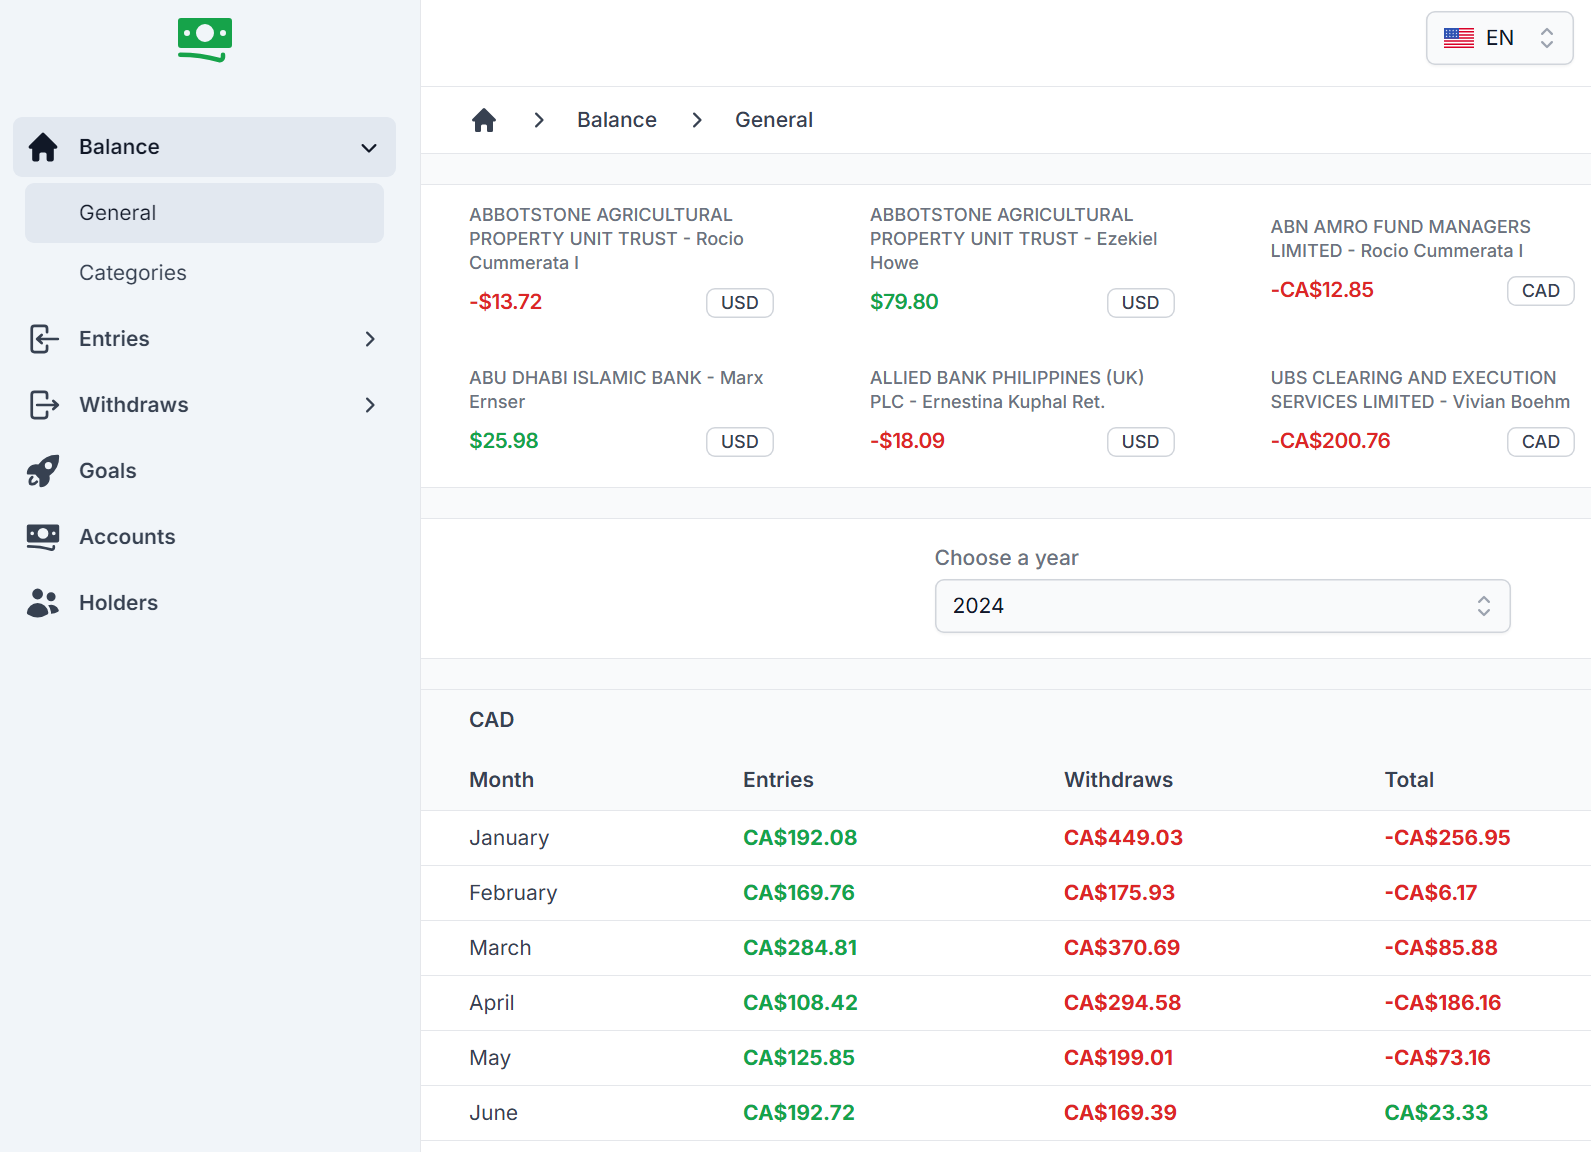 EN
Balance
General
Categories
Entries
Withdraws
Goals
Accounts
Holders
Balance General
ABBOTSTONE AGRICULTURAL
PROPERTY UNIT TRUST - Rocio
Cummerata I
-$13.72 USD
ABBOTSTONE AGRICULTURAL
PROPERTY UNIT TRUST - Ezekiel
Howe
$79.80 USD
ABN AMRO FUND MANAGERS
LIMITED - Rocio Cummerata I
-CA$12.85 CAD
ABU DHABI ISLAMIC BANK - Marx
Ernser
$25.98 USD
ALLIED BANK PHILIPPINES (UK)
PLC - Ernestina Kuphal Ret.
-$18.09 USD
UBS CLEARING AND EXECUTION
SERVICES LIMITED - Vivian Boehm
-CA$200.76 CAD
Choose a year
2024
CAD
Month Entries Withdraws Total
January CA$192.08 CA$449.03 -CA$256.95
February CA$169.76 CA$175.93 -CA$6.17
March CA$284.81 CA$370.69 -CA$85.88
April CA$108.42 CA$294.58 -CA$186.16
May CA$125.85 CA$199.01 -CA$73.16
June CA$192.72 CA$169.39 CA$23.33